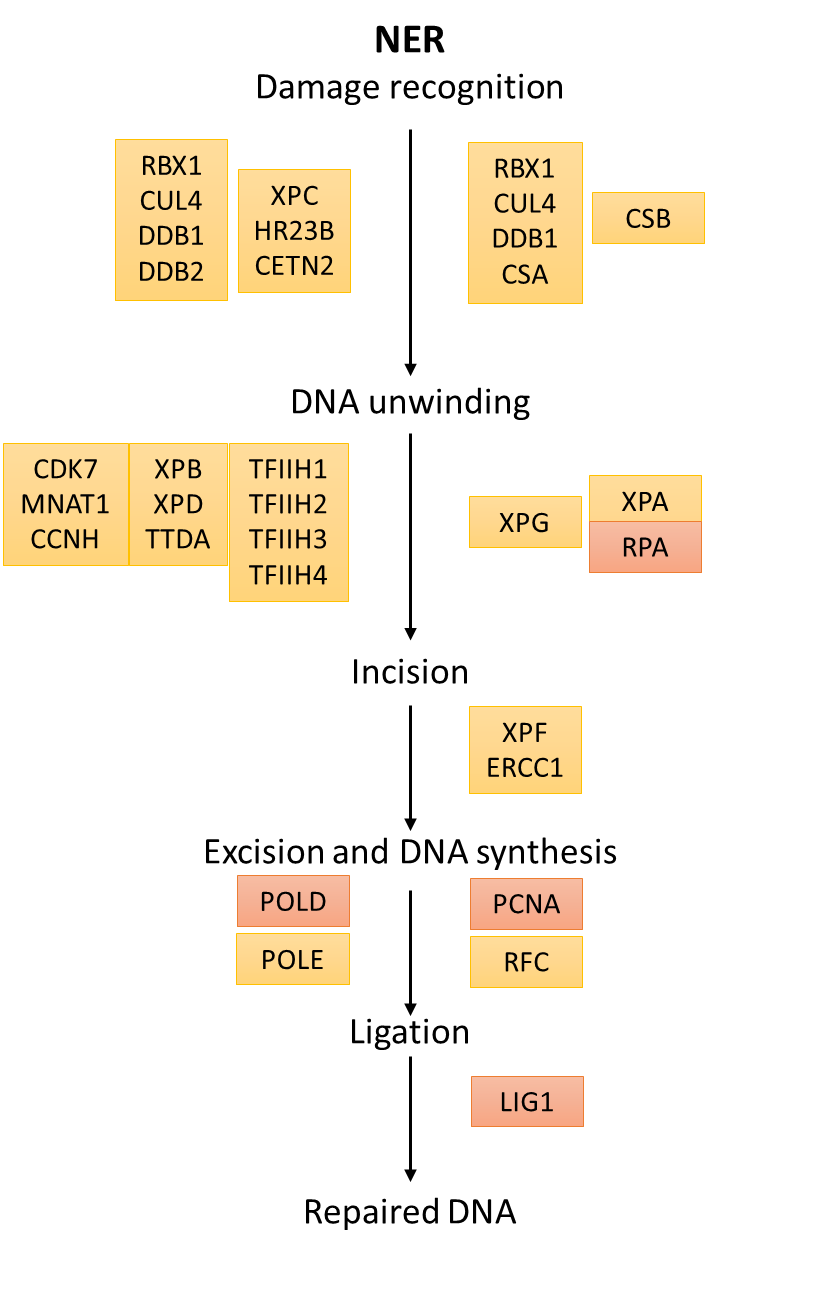 NER
Damage recognition
RBX1
CUL4
DDB1
DDB2
XPC
HR23B
CETN2
RBX1
CUL4
DDB1
CSA
CSB
DNA unwinding
CDK7
MNAT1
CCNH
XPB
XPD
TTDA
TFIIH1
TFIIH2
TFIIH3
TFIIH4
XPG
XPA
RPA
Incision
XPF
ERCC1
Excision and DNA synthesis
POLD
POLE
PCNA
RFC
Ligation
LIG1
Repaired DNA